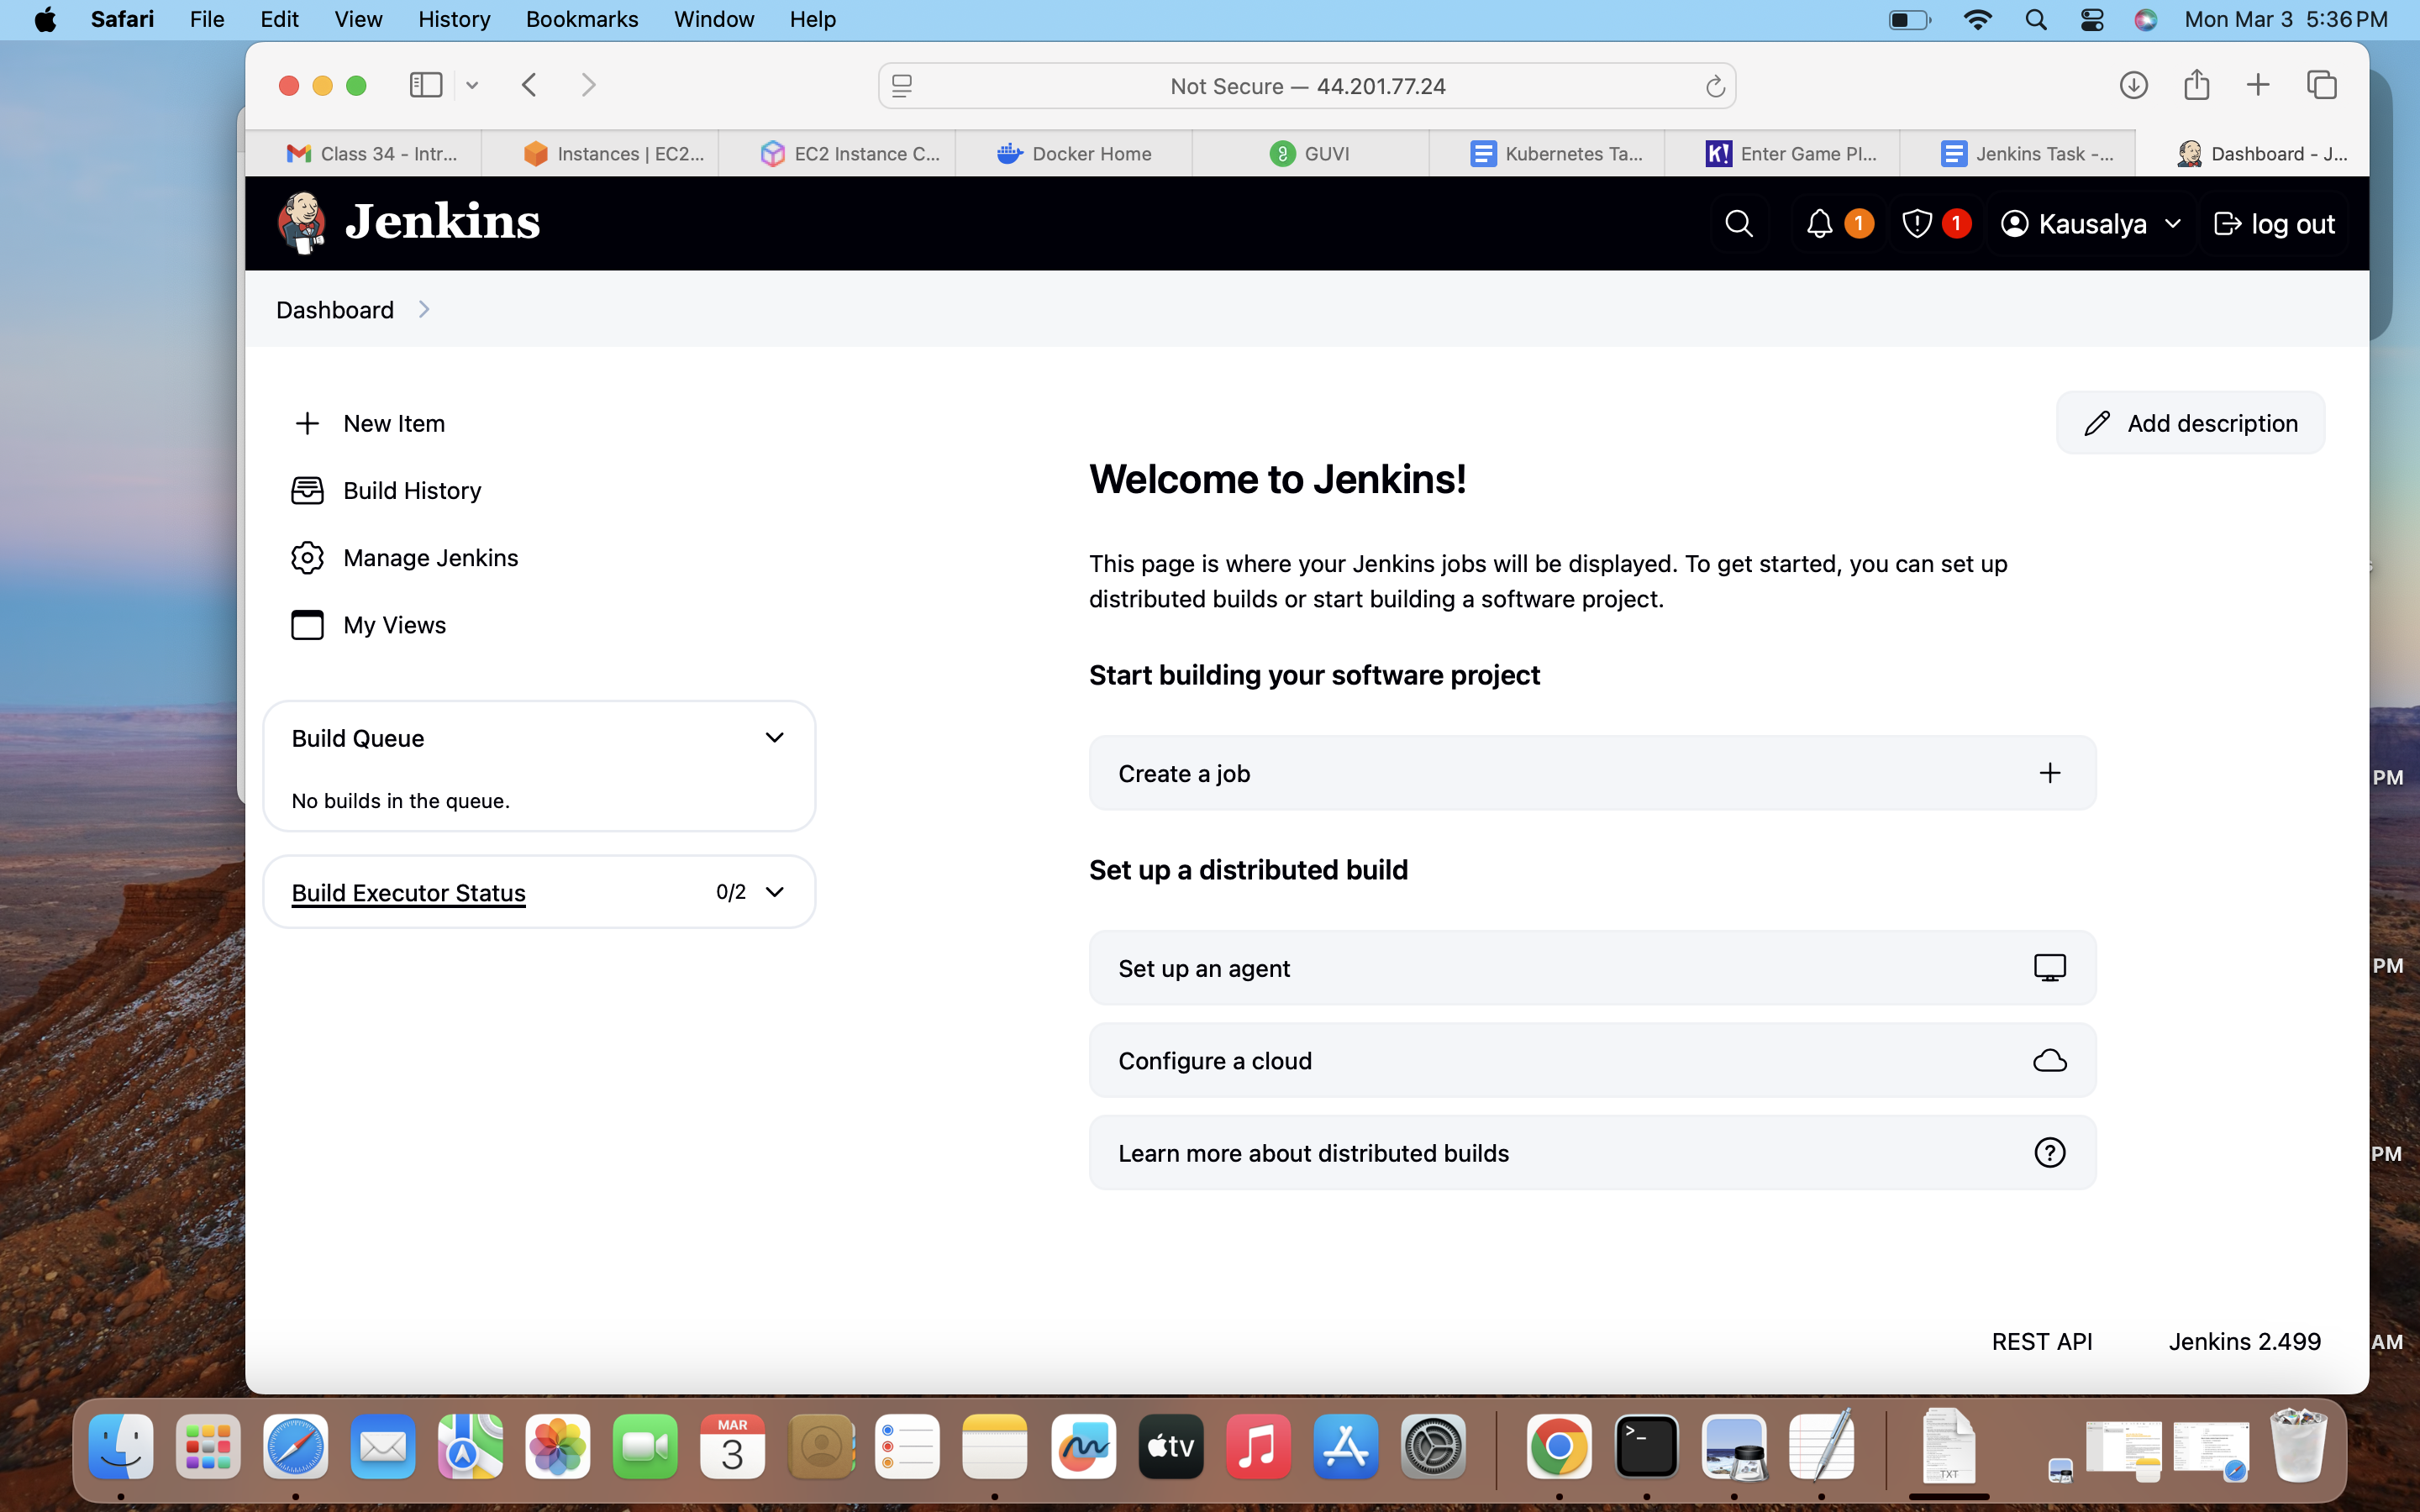 Safari File Edit View History Bookmarks Window Help Mon Mar 3 5:36 PM
Not Secure — 44.201.77.24
Class 34 - Intr... Instances | EC2... EC2 Instance C... Docker Home GUVI Kubernetes Ta... K! Enter Game Pl... Jenkins Task -... Dashboard - J...
Jenkins 1 1 Kausalya log out
Dashboard
New Item
Add description
Build History
Manage Jenkins
My Views
Build Queue
No builds in the queue.
Build Executor Status 0/2
Welcome to Jenkins!
This page is where your Jenkins jobs will be displayed. To get started, you can set up
distributed builds or start building a software project.
Start building your software project
Create a job
Set up a distributed build
Set up an agent
Configure a cloud
Learn more about distributed builds
REST API Jenkins 2.499
PM
PM
PM
AM
MAR
3
tv
TXT